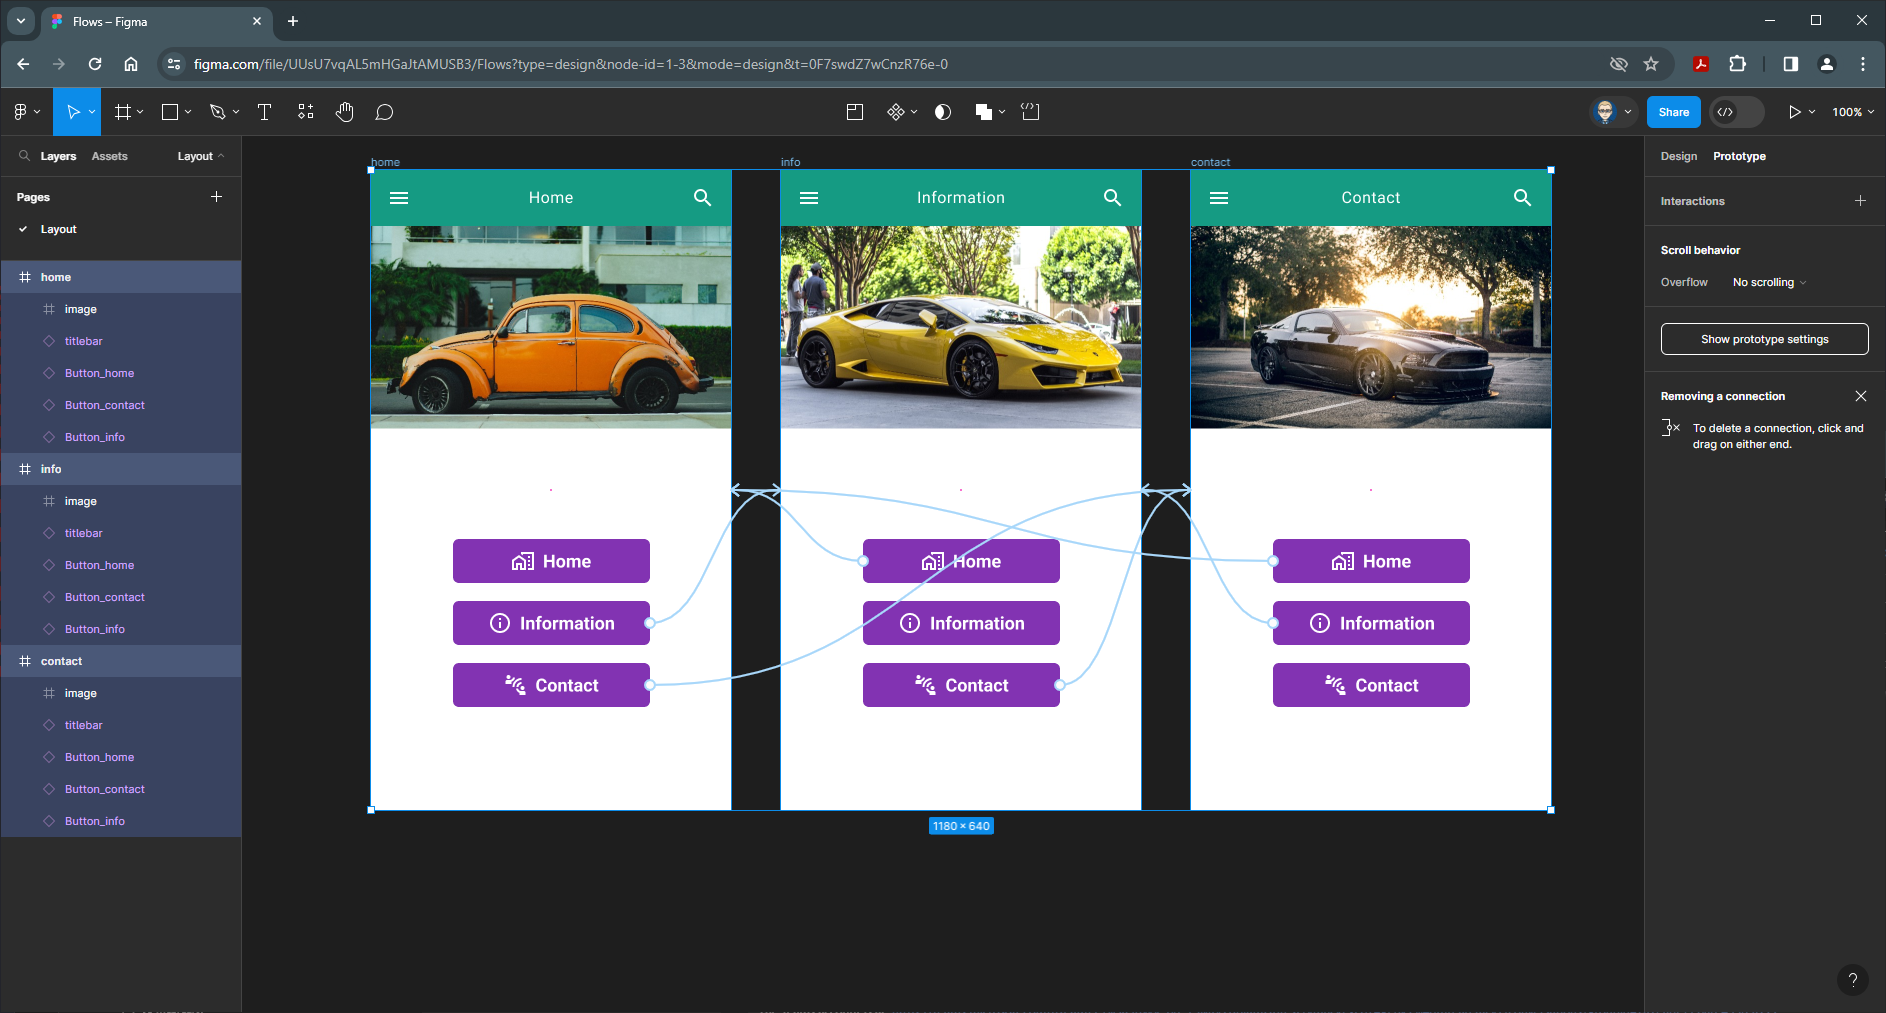 Flows – Figma
figma.com/file/UUsU7vqAL5mHGaJtAMUSB3/Flows?type=design&node-id=1-3&mode=design&t=0F7swdZ7wCnzR76e-0
Share
100%
Layers Assets Layout
Pages
Layout
home
image
titlebar
Button_home
Button_contact
Button_info
info
image
titlebar
Button_home
Button_contact
Button_info
contact
image
titlebar
Button_home
Button_contact
Button_info
home
Home
Home
Information
Contact
info
Information
Home
Information
Contact
contact
Contact
Home
Information
Contact
1180 × 640
Design Prototype
Interactions
Scroll behavior
Overflow No scrolling
Show prototype settings
Removing a connection
To delete a connection, click and
drag on either end.
?